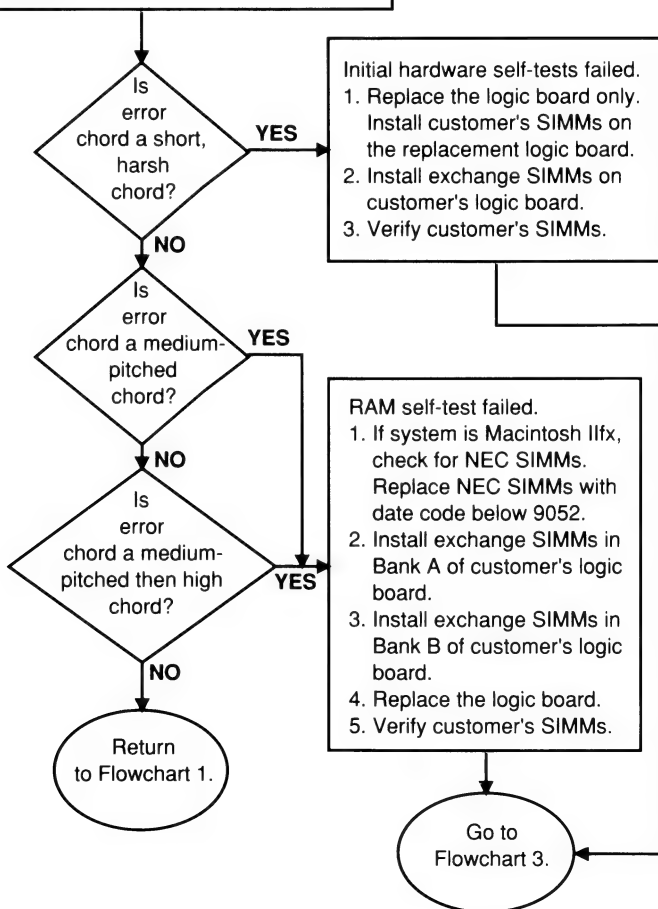 Is
error
chord a short,
harsh
chord?
YES
Initial hardware self-tests failed.
1. Replace the logic board only.
Install customer's SIMMs on
the replacement logic board.
2. Install exchange SIMMs on
customer's logic board.
3. Verify customer's SIMMs.
NO
Is
error
chord a medium-
pitched
chord?
YES
NO
Is
error
chord a medium-
pitched then high
chord?
YES
RAM self-test failed.
1. If system is Macintosh IIfx,
check for NEC SIMMs.
Replace NEC SIMMs with
date code below 9052.
2. Install exchange SIMMs in
Bank A of customer's logic
board.
3. Install exchange SIMMs in
Bank B of customer's logic
board.
4. Replace the logic board.
5. Verify customer's SIMMs.
NO
Return
to Flowchart 1.
Go to
Flowchart 3.